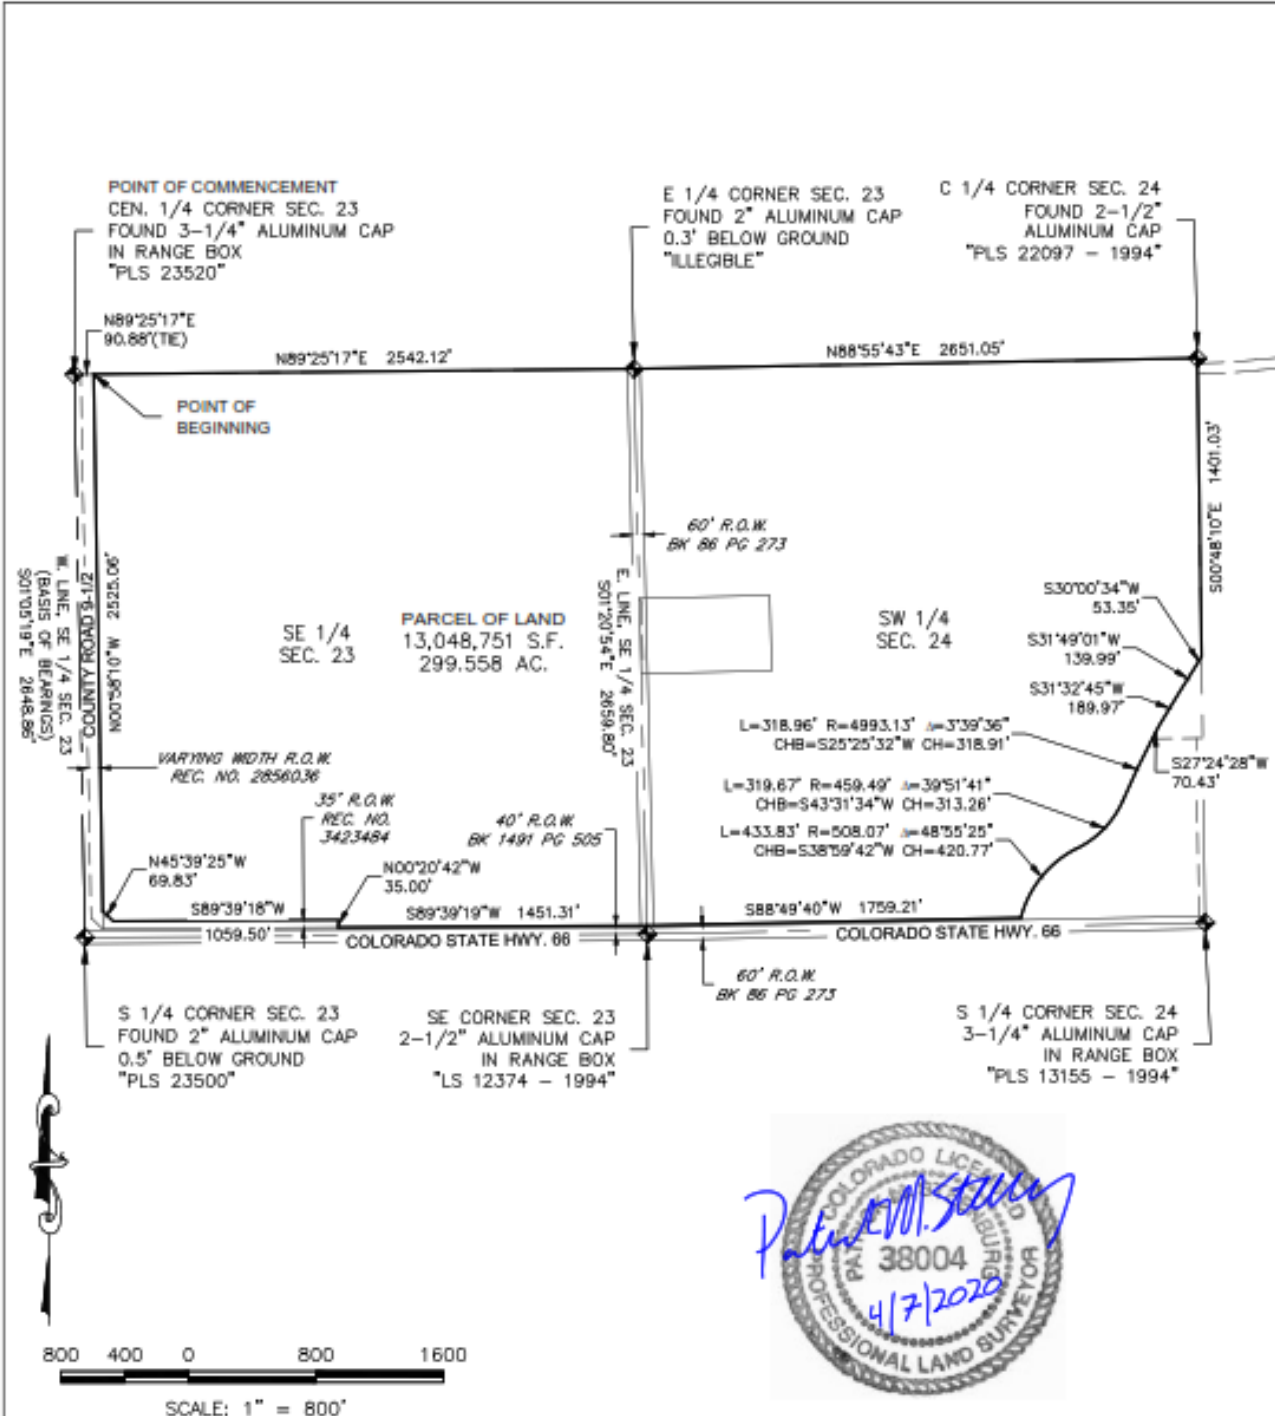 POINT OF COMMENCEMENT
CEN. 1/4 CORNER SEC. 23
FOUND 3-1/4" ALUMINUM CAP
IN RANGE BOX
"PLS 23520"
E 1/4 CORNER SEC. 23
FOUND 2" ALUMINUM CAP
0.3' BELOW GROUND
"ILLEGIBLE"
C 1/4 CORNER SEC. 24
FOUND 2-1/2"
ALUMINUM CAP
"PLS 22097 - 1994"
N89°25'17"E
90.88'(TIE)
N89°25'17"E 2542.12'
N88°55'43"E 2651.05'
POINT OF
BEGINNING
S00°48'10"E 1401.03'
60' R.O.W.
BK 86 PG 273
W. LINE, SE 1/4 SEC. 23
(BASIS OF BEARINGS)
S01°05'19"E 2648.86'
COUNTY ROAD 9-1/2
N00°58'10"W 2525.06'
SE 1/4
SEC. 23
PARCEL OF LAND
13,048,751 S.F.
299.558 AC.
E. LINE, SE 1/4 SEC. 23
S01°20'54"E 2659.80'
SW 1/4
SEC. 24
S30°00'34"W
53.35'
S31°49'01"W
139.99'
S31°32'45"W
189.97'
L=318.96' R=4993.13' Δ=3°39'36"
CHB=S25°25'32"W CH=318.91'
S27°24'28"W
70.43'
L=319.67' R=459.49' Δ=39°51'41"
CHB=S43°31'34"W CH=313.26'
L=433.83' R=508.07' Δ=48°55'25"
CHB=S38°59'42"W CH=420.77'
VARYING WIDTH R.O.W.
REC. NO. 2856036
35' R.O.W.
REC. NO.
3423484
40' R.O.W.
BK 1491 PG 505
N45°39'25"W
69.83'
N00°20'42"W
35.00'
S89°39'18"W
1059.50'
S89°39'19"W 1451.31'
S88°49'40"W 1759.21'
COLORADO STATE HWY. 66
COLORADO STATE HWY. 66
60' R.O.W.
BK 86 PG 273
S 1/4 CORNER SEC. 23
FOUND 2" ALUMINUM CAP
0.5' BELOW GROUND
"PLS 23500"
SE CORNER SEC. 23
2-1/2" ALUMINUM CAP
IN RANGE BOX
"LS 12374 - 1994"
S 1/4 CORNER SEC. 24
3-1/4" ALUMINUM CAP
IN RANGE BOX
"PLS 13155 - 1994"
COLORADO LICENSED
38004
4/7/2020
PROFESSIONAL LAND SURVEYOR
800 400 0 800 1600
SCALE: 1" = 800'